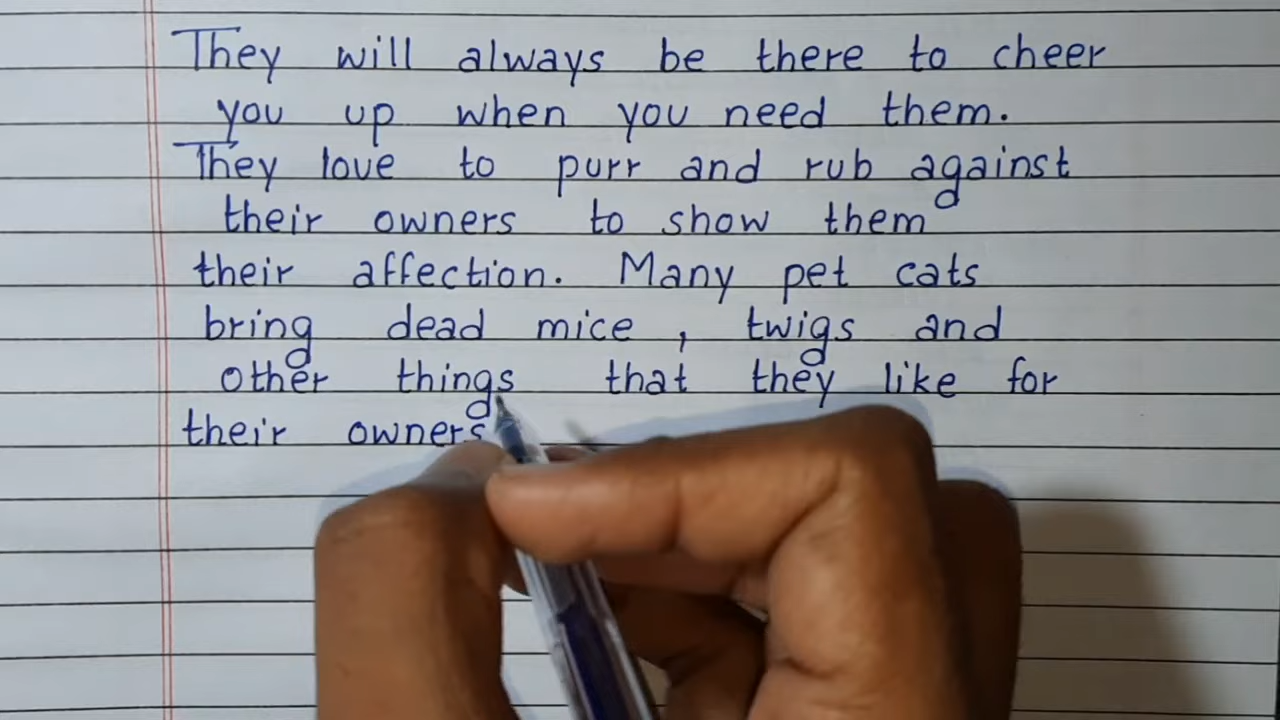 They will always be there to cheer
you up when you need them.
They love to purr and rub against
their owners to show them
their affection. Many pet cats
bring dead mice , twigs and
other things that they like for
their owners